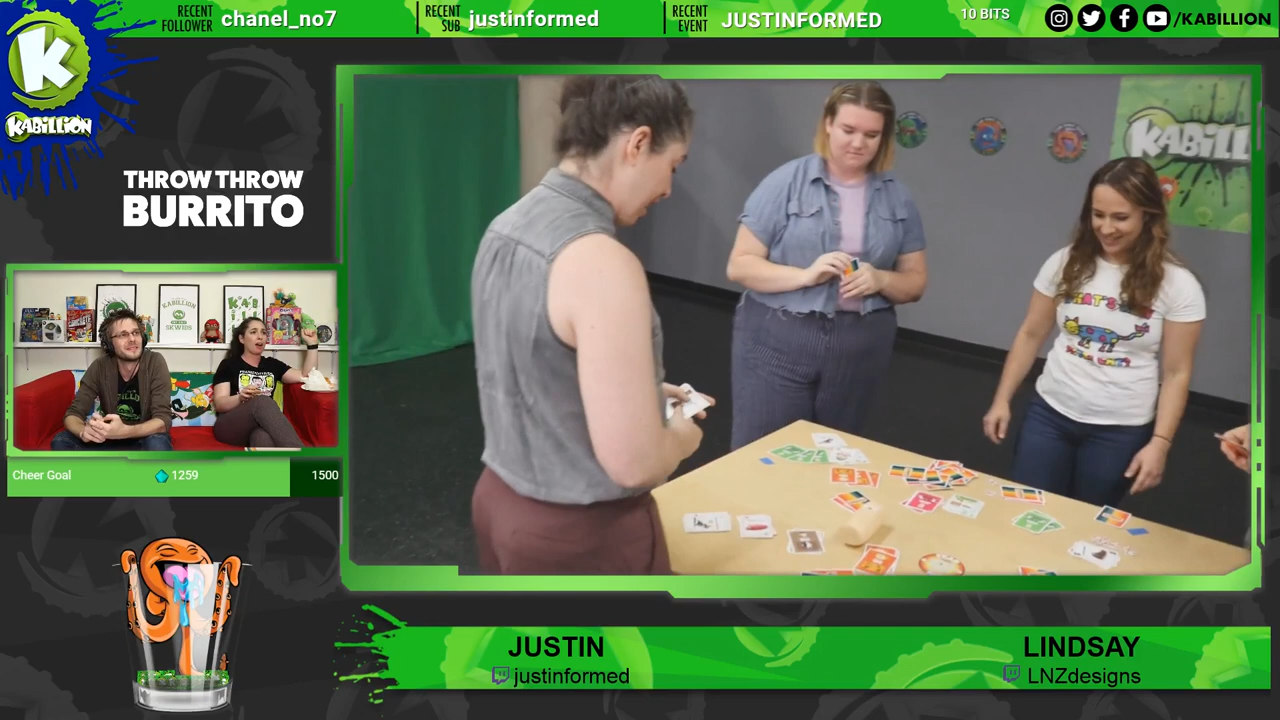 RECENT FOLLOWER chanel_no7
RECENT SUB justinformed
RECENT EVENT JUSTINFORMED 10 BITS
/KABILLION
K
KABILLION
THROW THROW
BURRITO
KABILL
Cheer Goal 1259 1500
JUSTIN
justinformed
LINDSAY
LNZdesigns